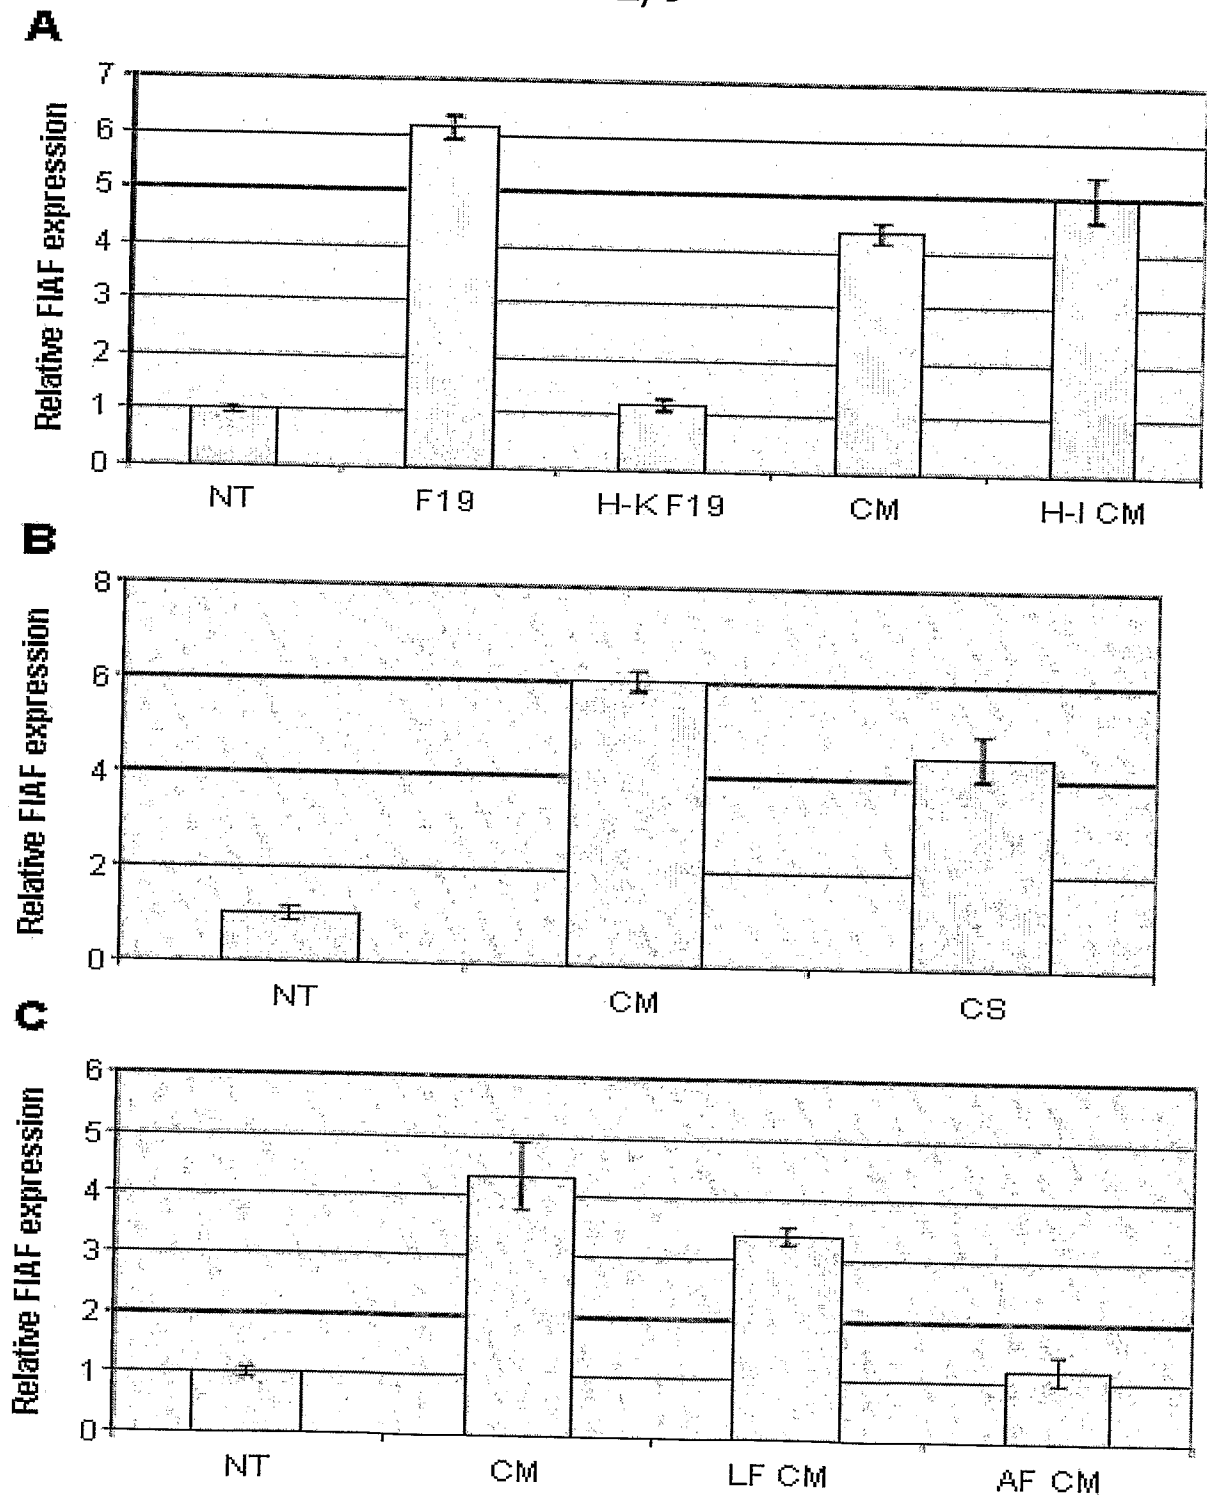 A
Relative FIAF expression
7
6
5
4
3
2
1
0
NT F19 H-K F19 CM H-I CM
B
Relative FIAF expression
8
6
4
2
0
NT CM CS
C
Relative FIAF expression
6
5
4
3
2
1
0
NT CM LF CM AF CM